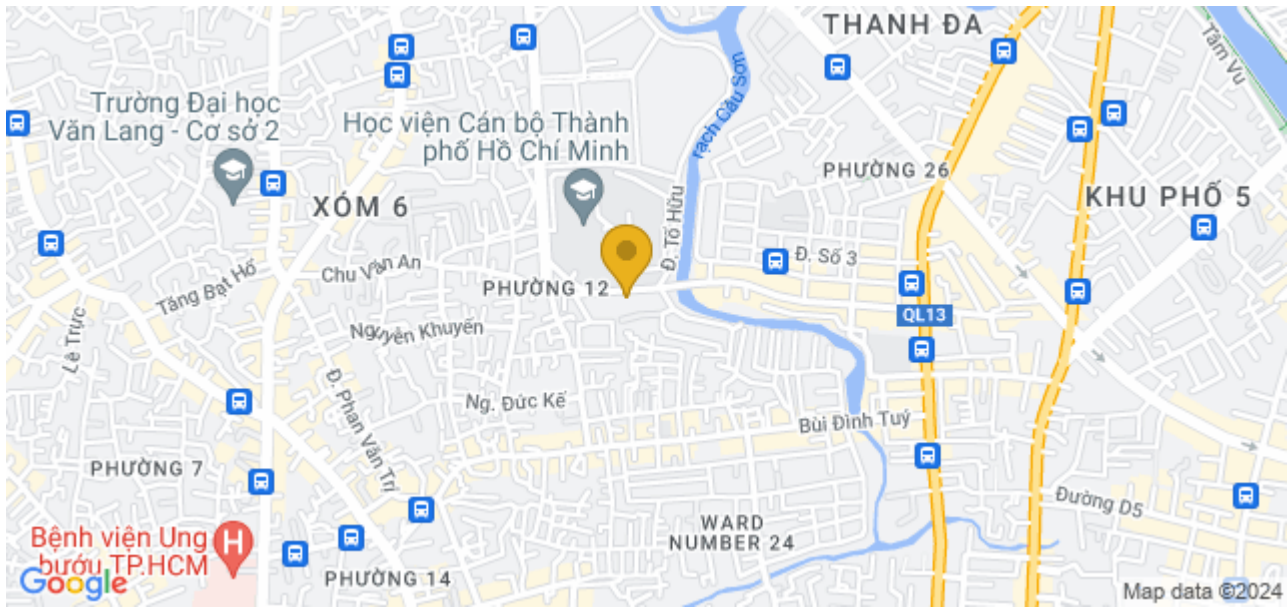 THANH ĐA
Tầm Vu
Trường Đại học
Văn Lang - Cơ sở 2
Học viện Cán bộ Thành
phố Hồ Chí Minh
rạch Cầu Sơn
PHƯỜNG 26
KHU PHỐ 5
XÓM 6
Đ. Tố Hữu
Đ. Số 3
Chu Văn An
Tăng Bạt Hổ
PHƯỜNG 12
QL13
Lê Trực
Nguyễn Khuyến
Đ. Phan Văn Trị
Ng. Đức Kế
Bùi Đình Tuý
PHƯỜNG 7
Đường D5
WARD
NUMBER 24
Bệnh viện Ung
bướu TP.HCM
H
PHƯỜNG 14
Google
Map data ©2024